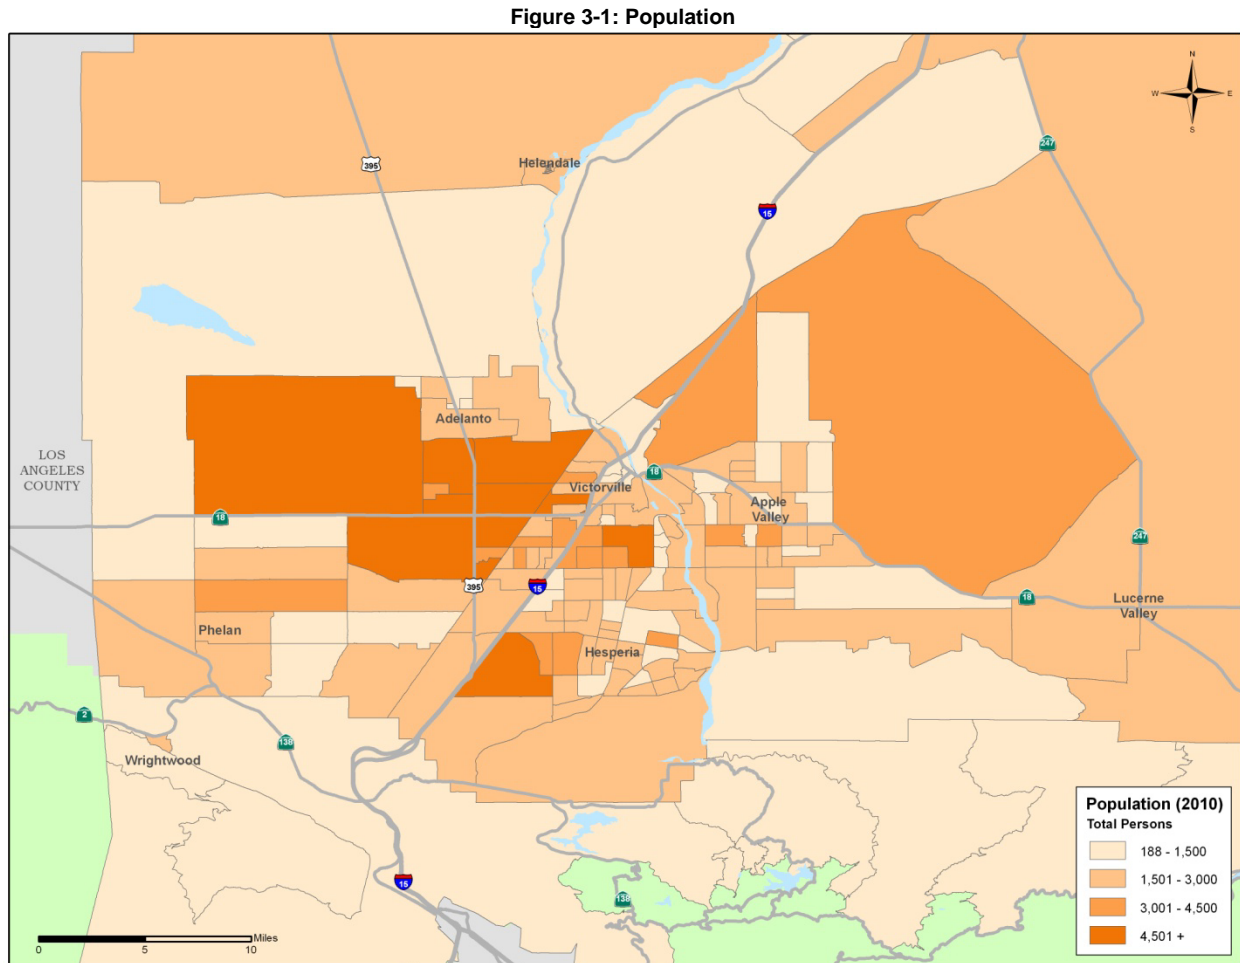 Figure 3-1: Population
N
W
E
S
247
395
Helendale
15
Adelanto
LOS
ANGELES
COUNTY
18
Victorville
Apple
Valley
18
247
395
15
18
Lucerne
Valley
Phelan
Hesperia
2
138
Wrightwood
Population (2010)
Total Persons
188 - 1,500
1,501 - 3,000
3,001 - 4,500
4,501 +
15
138
Miles
0
5
10